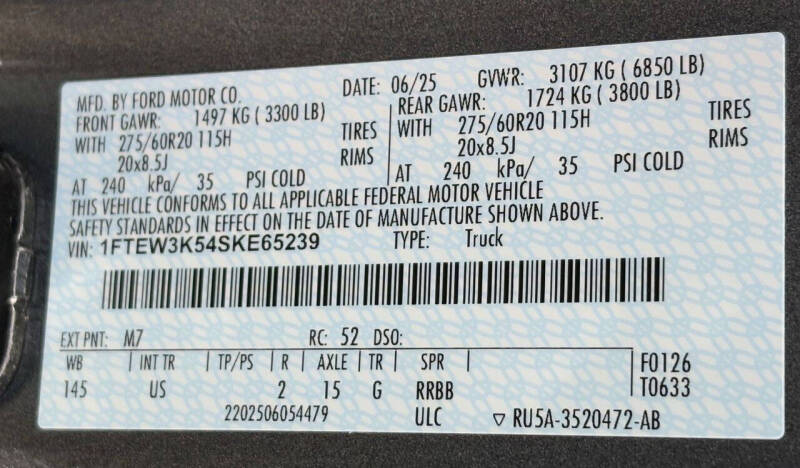 MFD. BY FORD MOTOR CO. DATE: 06/25 GVWR: 3107 KG ( 6850 LB)
FRONT GAWR: 1497 KG ( 3300 LB) REAR GAWR: 1724 KG ( 3800 LB)
WITH 275/60R20 115H TIRES WITH 275/60R20 115H TIRES
20x8.5J RIMS 20x8.5J RIMS
AT 240 kPa/ 35 PSI COLD AT 240 kPa/ 35 PSI COLD
THIS VEHICLE CONFORMS TO ALL APPLICABLE FEDERAL MOTOR VEHICLE
SAFETY STANDARDS IN EFFECT ON THE DATE OF MANUFACTURE SHOWN ABOVE.
VIN: 1FTEW3K54SKE65239 TYPE: Truck
EXT PNT: M7 RC: 52 DSO:
WB | INT TR | TP/PS | R | AXLE | TR | SPR | F0126
145 US 2 15 G RRBB T0633
2202506054479 ULC ▽ RU5A-3520472-AB